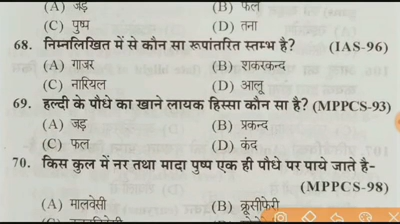 (A) जड़ (B) फल
(C) पुष्प (D) तना
68. निम्नलिखित में से कौन सा रूपांतरित स्तम्भ है? (IAS-96)
(A) गाजर (B) शकरकन्द
(C) नारियल (D) आलू
69. हल्दी के पौधे का खाने लायक हिस्सा कौन सा है? (MPPCS-93)
(A) जड़ (B) प्रकन्द
(C) फल (D) कंद
70. किस कुल में नर तथा मादा पुष्प एक ही पौधे पर पाये जाते है-
(MPPCS-98)
(A) मालवेसी (B) क्रूसीफेरी